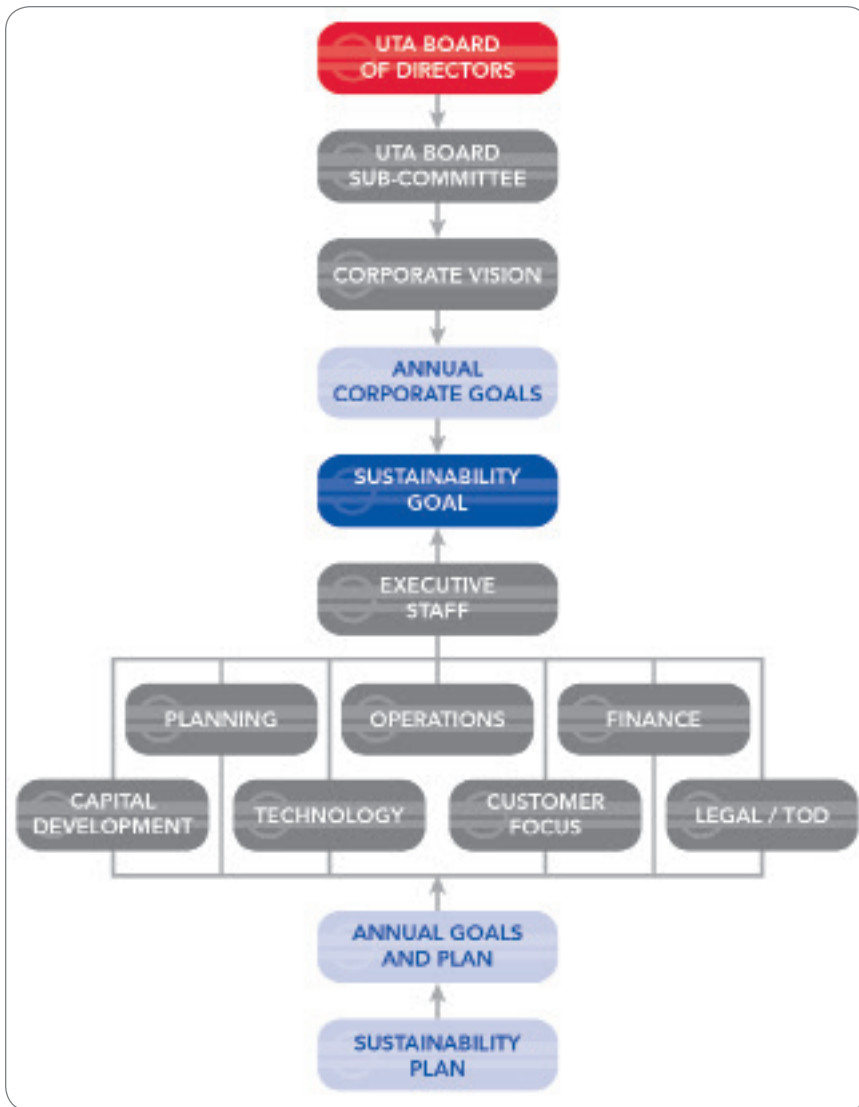 UTA BOARD
OF DIRECTORS
UTA BOARD
SUB-COMMITTEE
CORPORATE VISION
ANNUAL
CORPORATE GOALS
SUSTAINABILITY
GOAL
EXECUTIVE
STAFF
PLANNING
OPERATIONS
FINANCE
CAPITAL
DEVELOPMENT
TECHNOLOGY
CUSTOMER
FOCUS
LEGAL / TOD
ANNUAL GOALS
AND PLAN
SUSTAINABILITY
PLAN